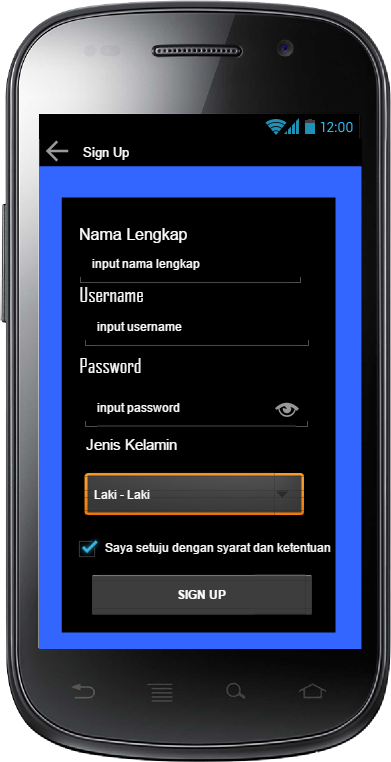 12:00
Sign Up
Nama Lengkap
input nama lengkap
Username
input username
Password
input password
Jenis Kelamin
Laki - Laki
Saya setuju dengan syarat dan ketentuan
SIGN UP